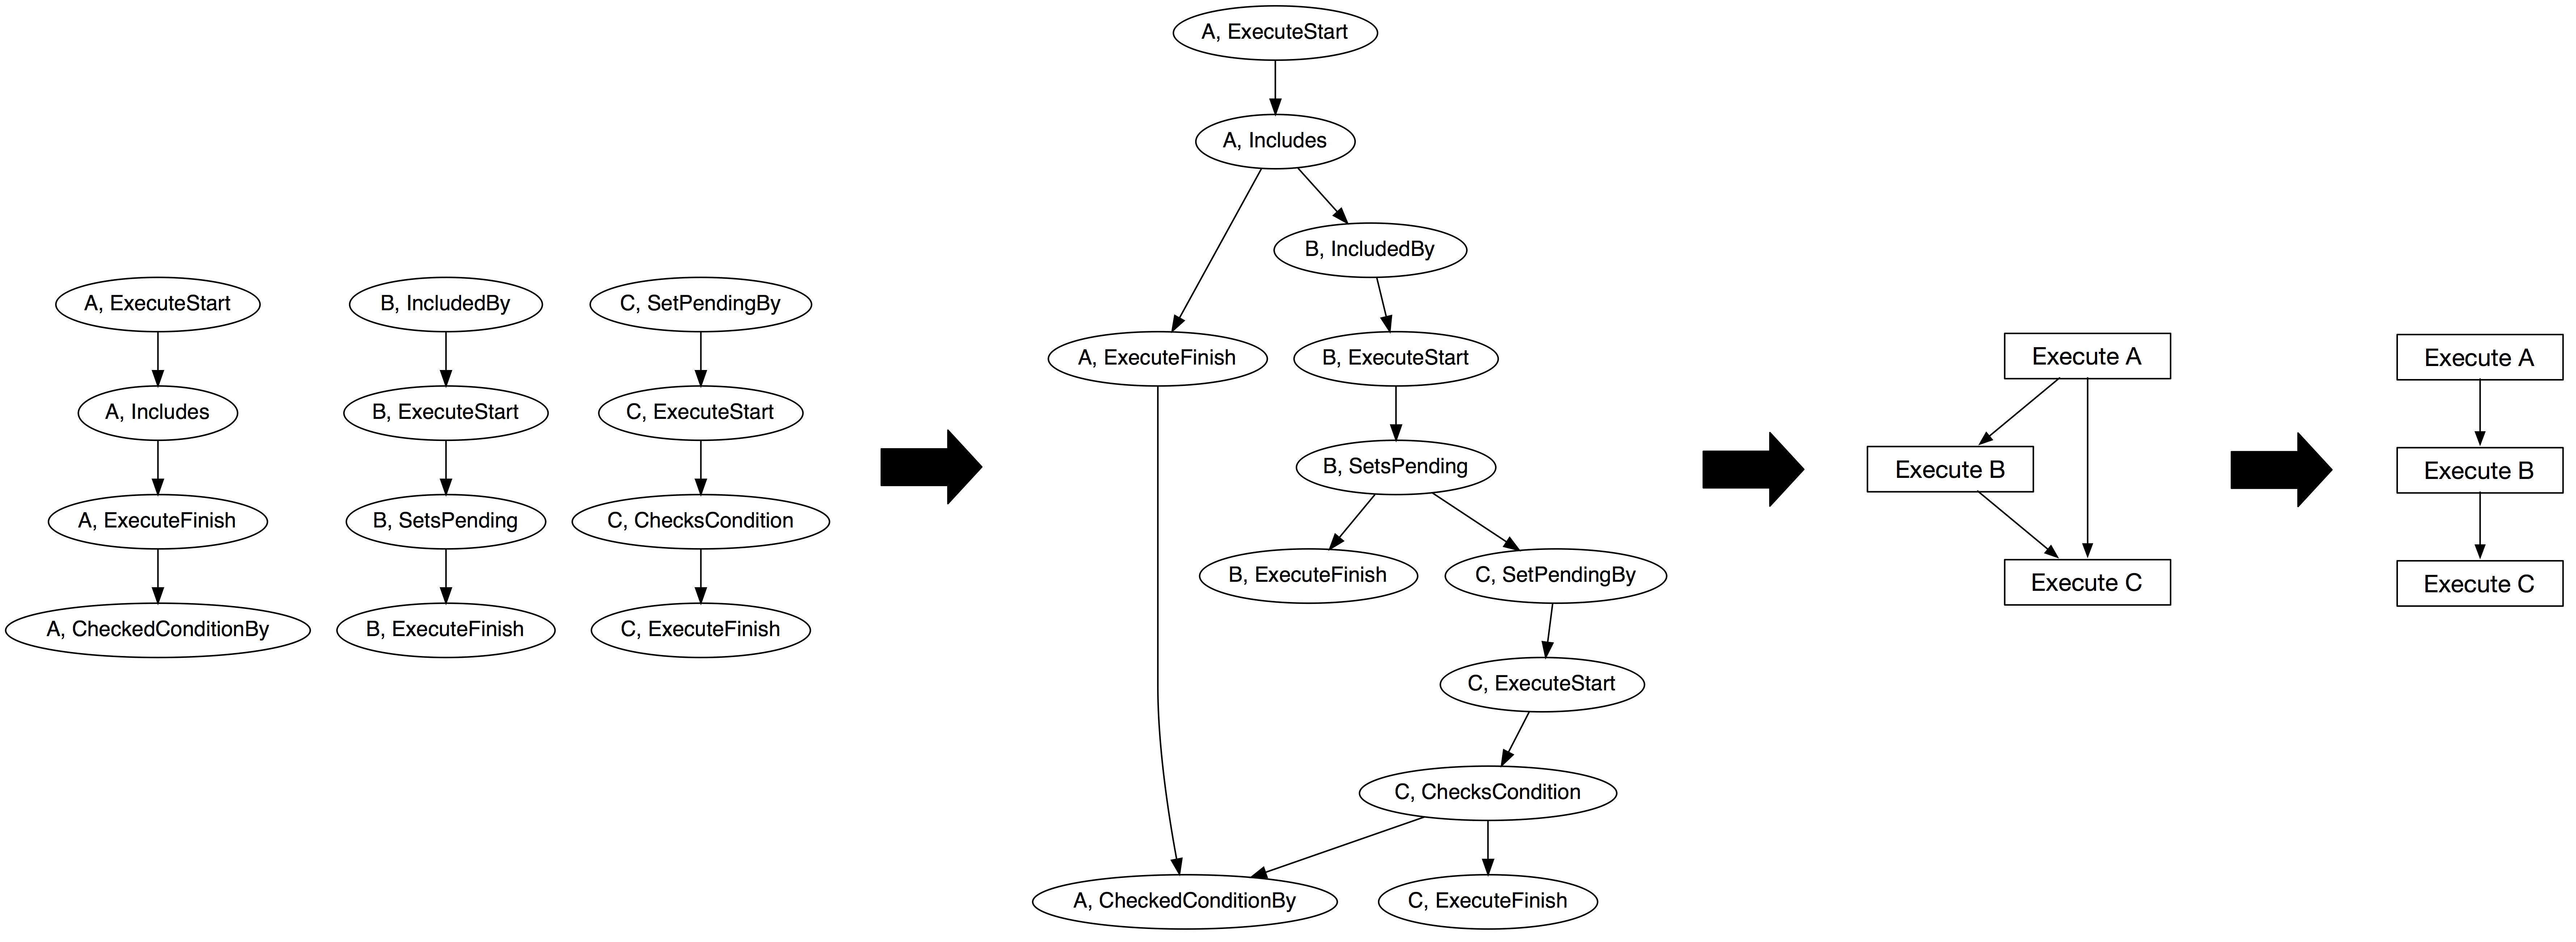 A, ExecuteStart
A, Includes
A, ExecuteFinish
A, CheckedConditionBy
B, IncludedBy
B, ExecuteStart
B, SetsPending
B, ExecuteFinish
C, SetPendingBy
C, ExecuteStart
C, ChecksCondition
C, ExecuteFinish
A, ExecuteStart
A, Includes
B, IncludedBy
A, ExecuteFinish
B, ExecuteStart
B, SetsPending
B, ExecuteFinish
C, SetPendingBy
C, ExecuteStart
C, ChecksCondition
A, CheckedConditionBy
C, ExecuteFinish
Execute A
Execute B
Execute C
Execute A
Execute B
Execute C